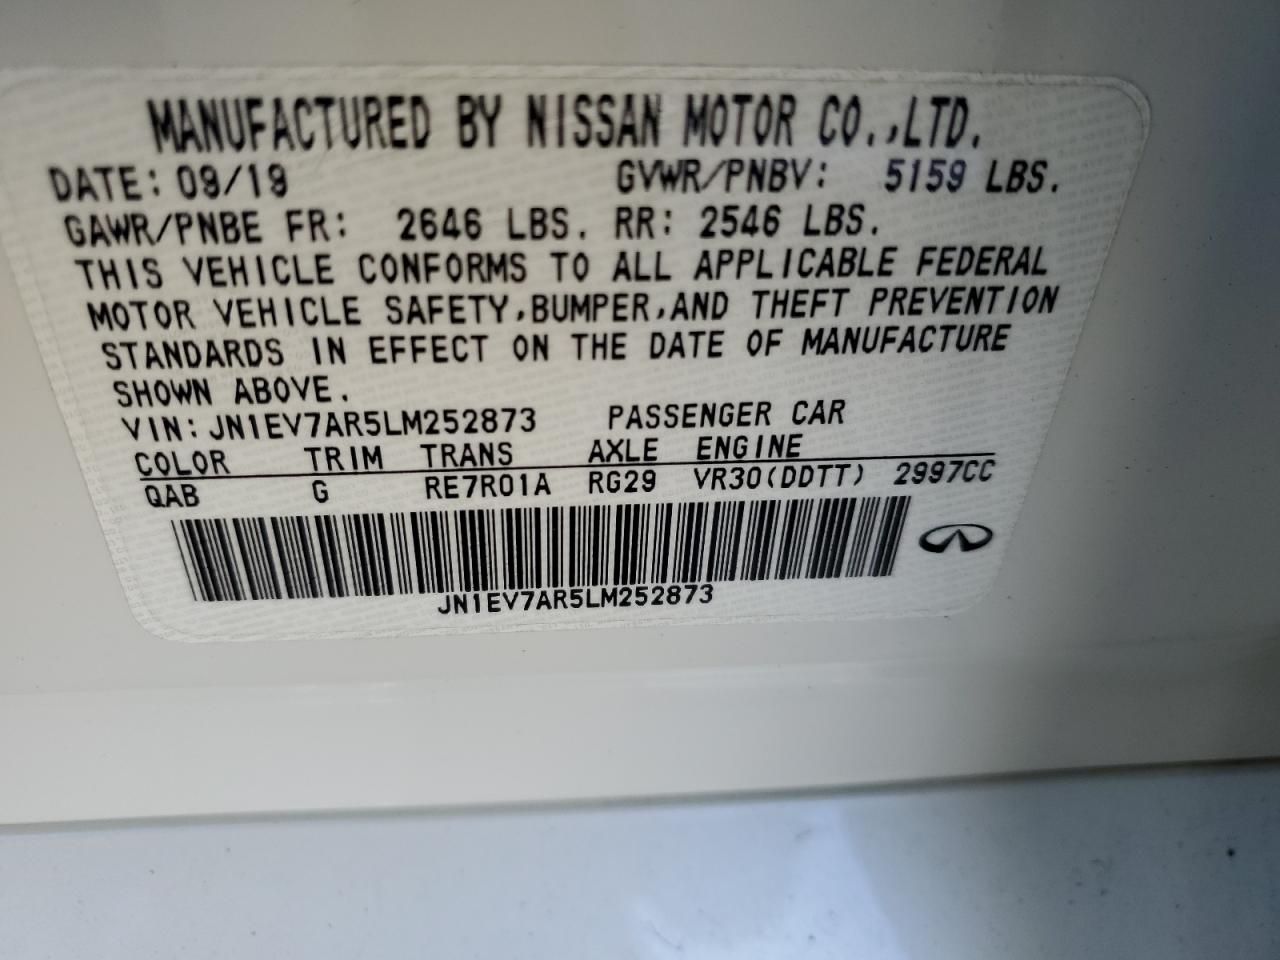 MANUFACTURED BY NISSAN MOTOR CO.,LTD.
DATE: 09/19 GVWR/PNBV: 5159 LBS.
GAWR/PNBE FR: 2646 LBS. RR: 2546 LBS.
THIS VEHICLE CONFORMS TO ALL APPLICABLE FEDERAL
MOTOR VEHICLE SAFETY,BUMPER,AND THEFT PREVENTION
STANDARDS IN EFFECT ON THE DATE OF MANUFACTURE
SHOWN ABOVE.
VIN: JN1EV7AR5LM252873 PASSENGER CAR
COLOR TRIM TRANS AXLE ENGINE
QAB G RE7R01A RG29 VR30(DDTT) 2997CC
JN1EV7AR5LM252873